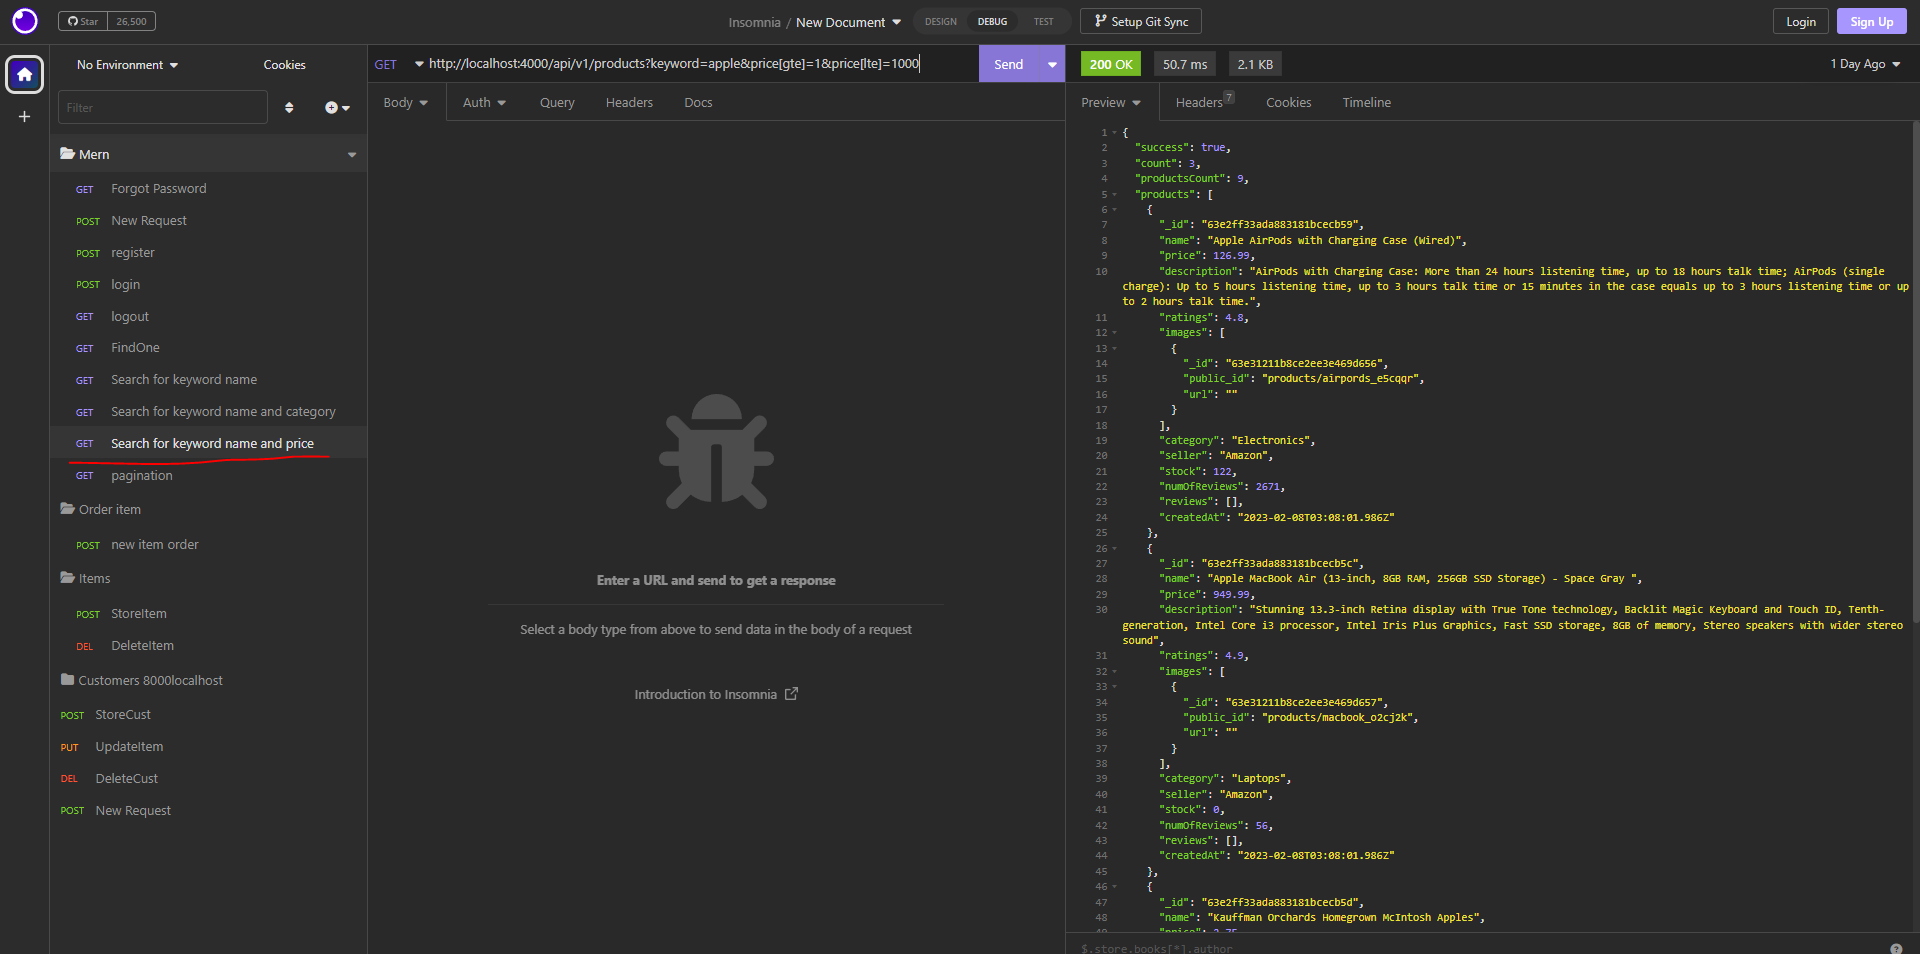 Star 26,500
Insomnia / New Document
DESIGN DEBUG TEST
Setup Git Sync
Login
Sign Up
No Environment
Cookies
Filter
Mern
GET Forgot Password
POST New Request
POST register
POST login
GET logout
GET FindOne
GET Search for keyword name
GET Search for keyword name and category
GET Search for keyword name and price
GET pagination
Order item
POST new item order
Items
POST StoreItem
DEL DeleteItem
Customers 8000localhost
POST StoreCust
PUT UpdateItem
DEL DeleteCust
POST New Request
GET http://localhost:4000/api/v1/products?keyword=apple&price[gte]=1&price[lte]=1000
Send
Body Auth Query Headers Docs
Enter a URL and send to get a response
Select a body type from above to send data in the body of a request
Introduction to Insomnia
200 OK 50.7 ms 2.1 KB
1 Day Ago
Preview Headers 7 Cookies Timeline
1 {
2 "success": true,
3 "count": 3,
4 "productsCount": 9,
5 "products": [
6 {
7 "_id": "63e2ff33ada883181bcecb59",
8 "name": "Apple AirPods with Charging Case (Wired)",
9 "price": 126.99,
10 "description": "AirPods with Charging Case: More than 24 hours listening time, up to 18 hours talk time; AirPods (single
charge): Up to 5 hours listening time, up to 3 hours talk time or 15 minutes in the case equals up to 3 hours listening time or up
to 2 hours talk time.",
11 "ratings": 4.8,
12 "images": [
13 {
14 "_id": "63e31211b8ce2ee3e469d656",
15 "public_id": "products/airpords_e5cqqr",
16 "url": ""
17 }
18 ],
19 "category": "Electronics",
20 "seller": "Amazon",
21 "stock": 122,
22 "numOfReviews": 2671,
23 "reviews": [],
24 "createdAt": "2023-02-08T03:08:01.986Z"
25 },
26 {
27 "_id": "63e2ff33ada883181bcecb5c",
28 "name": "Apple MacBook Air (13-inch, 8GB RAM, 256GB SSD Storage) - Space Gray ",
29 "price": 949.99,
30 "description": "Stunning 13.3-inch Retina display with True Tone technology, Backlit Magic Keyboard and Touch ID, Tenth-
generation, Intel Core i3 processor, Intel Iris Plus Graphics, Fast SSD storage, 8GB of memory, Stereo speakers with wider stereo
sound",
31 "ratings": 4.9,
32 "images": [
33 {
34 "_id": "63e31211b8ce2ee3e469d657",
35 "public_id": "products/macbook_o2cj2k",
36 "url": ""
37 }
38 ],
39 "category": "Laptops",
40 "seller": "Amazon",
41 "stock": 0,
42 "numOfReviews": 56,
43 "reviews": [],
44 "createdAt": "2023-02-08T03:08:01.986Z"
45 },
46 {
47 "_id": "63e2ff33ada883181bcecb5d",
48 "name": "Kauffman Orchards Homegrown McIntosh Apples",
$.store.books[*].author